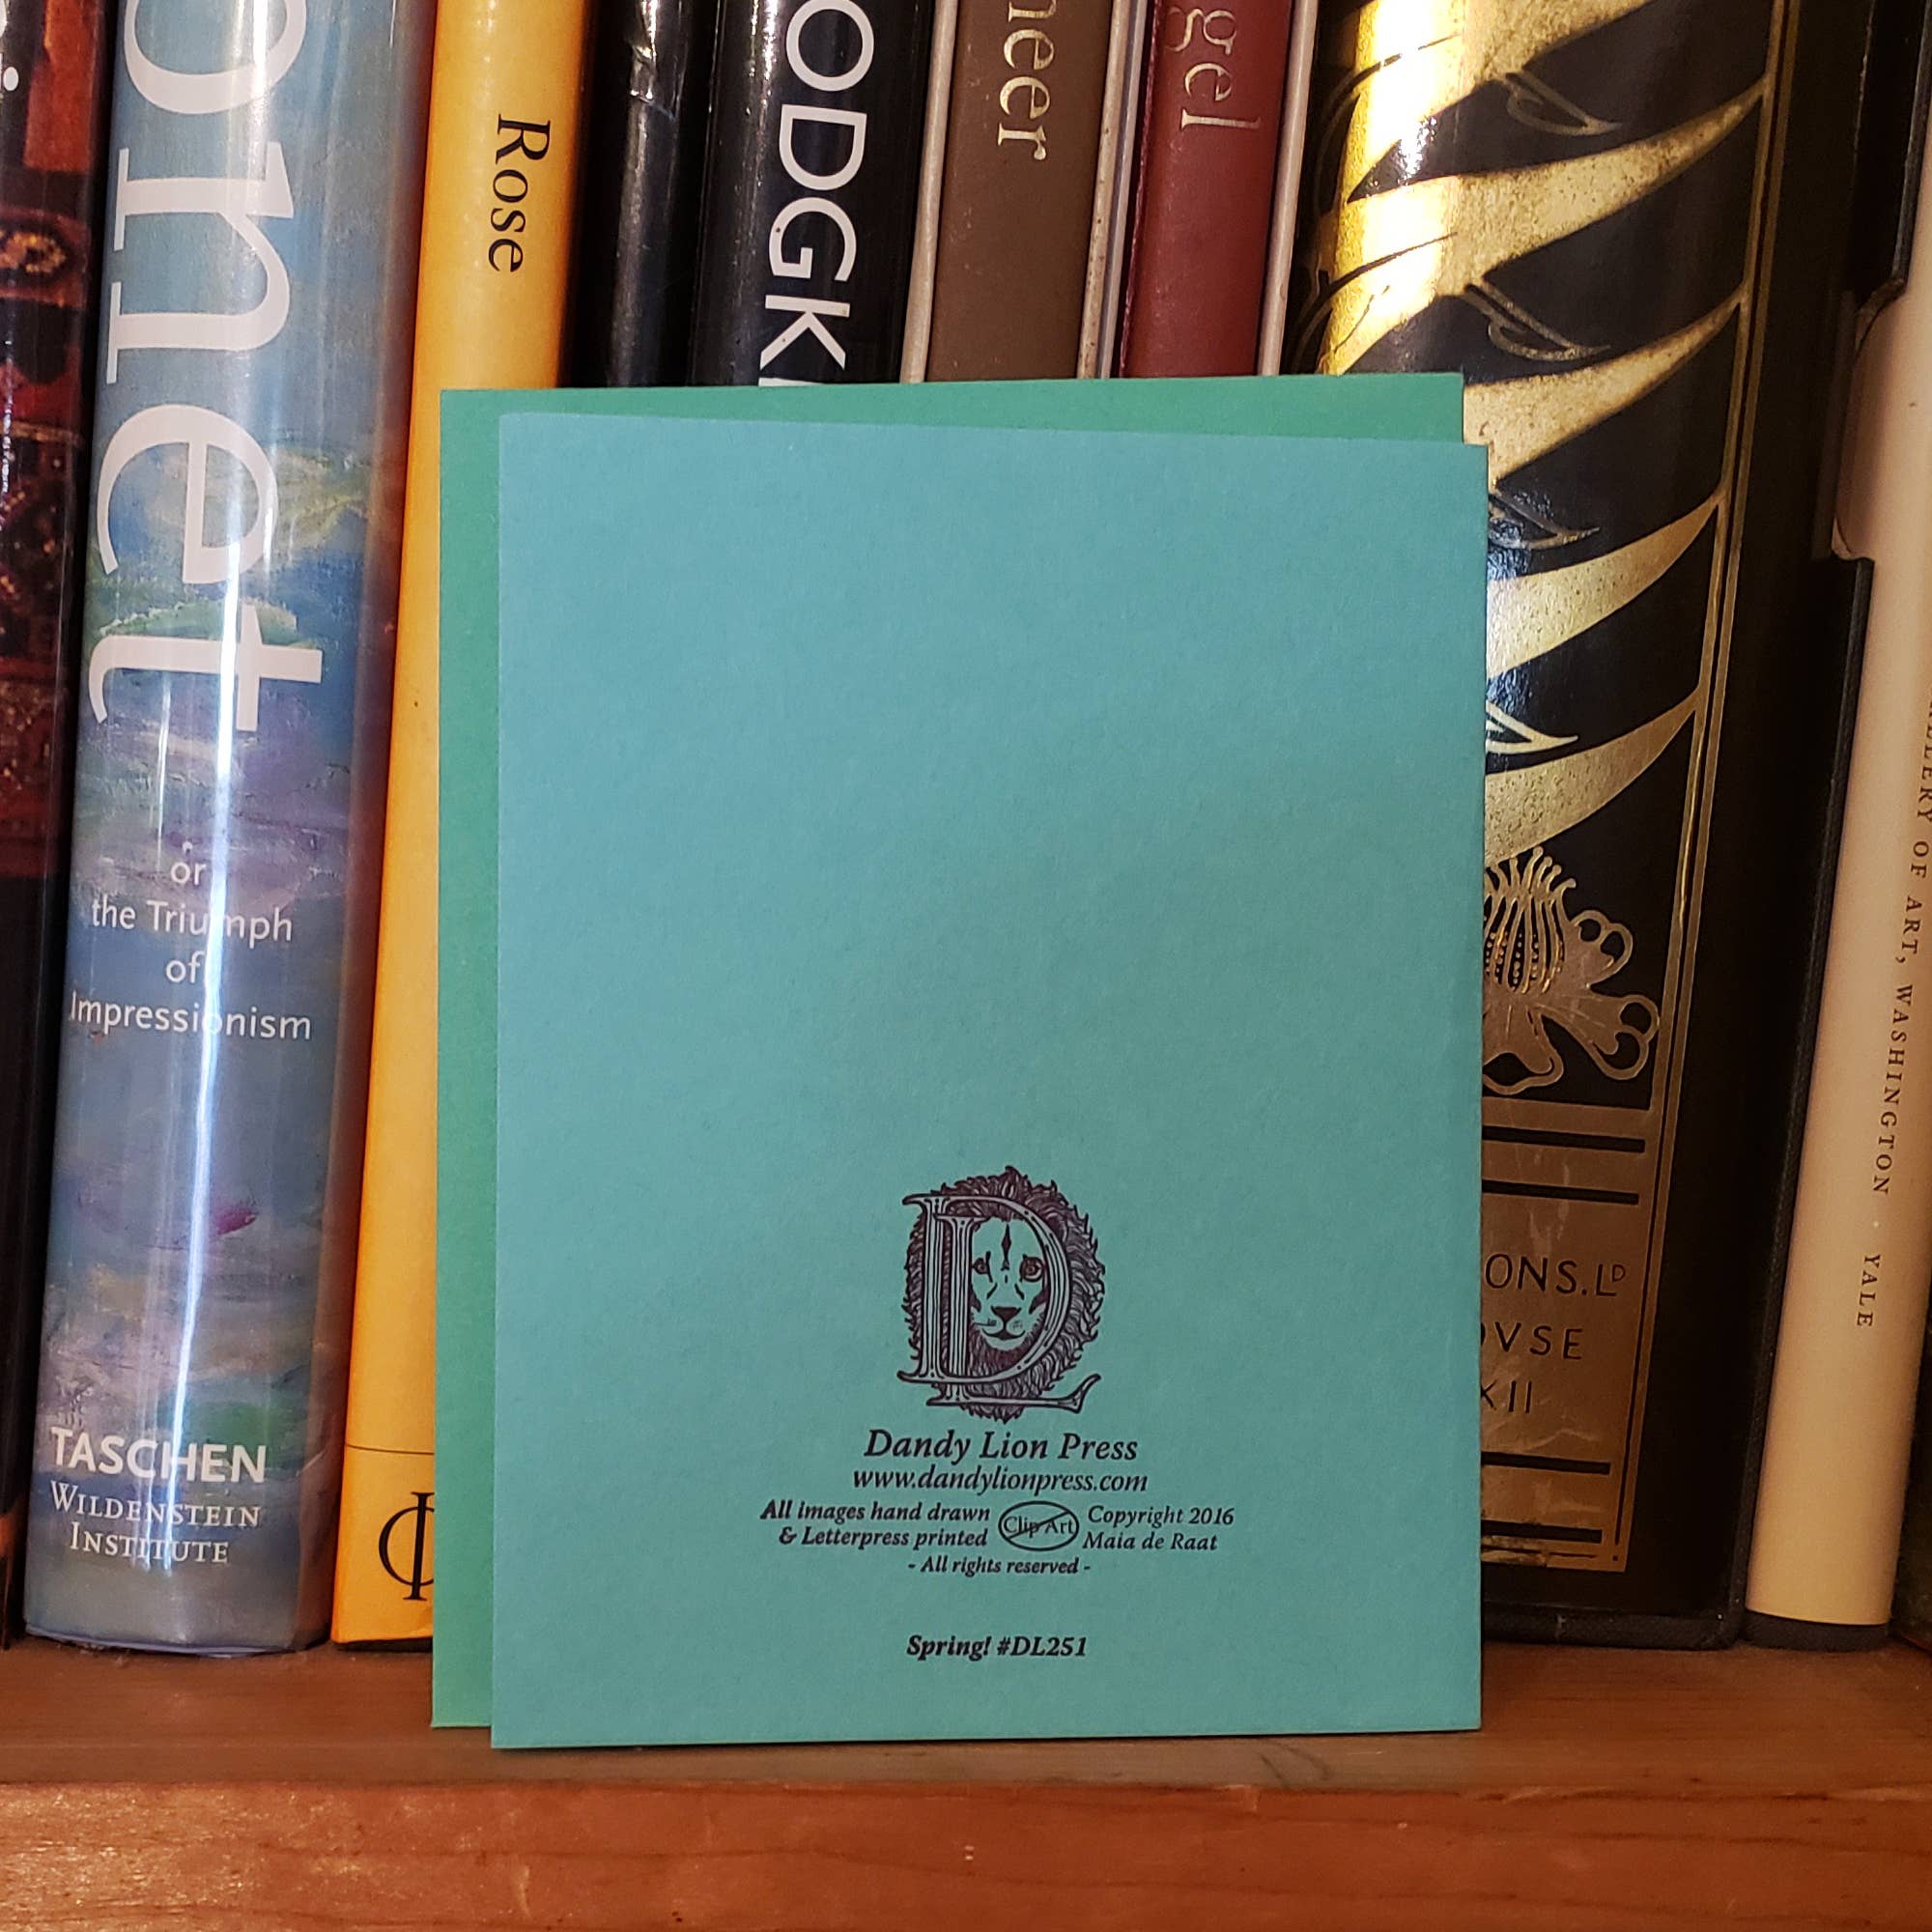 onet
or
the Triumph
of
Impressionism
TASCHEN
WILDENSTEIN
INSTITUTE
Rose
ODGK
neer
gel
DL
Dandy Lion Press
www.dandylionpress.com
All images hand drawn
& Letterpress printed
Clip Art
Copyright 2016
Maia de Raat
- All rights reserved -
Spring! #DL251
ONS. LD
OVSE
XII
LLERY OF ART, WASHINGTON · YALE